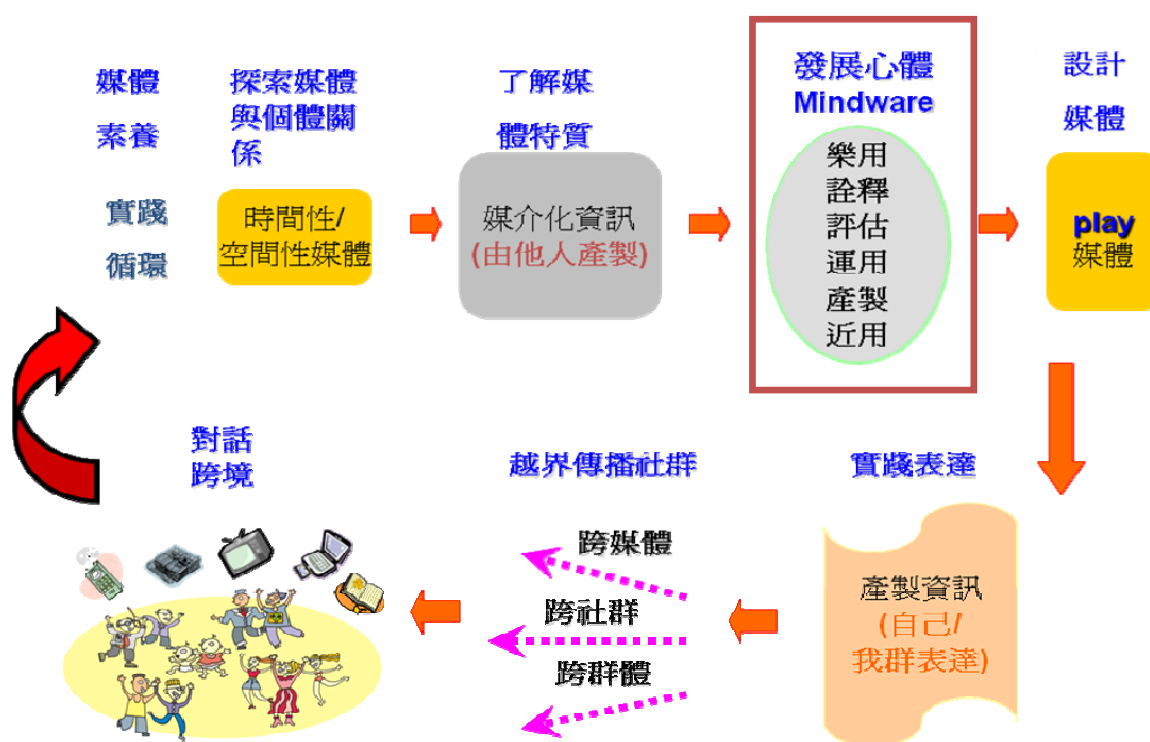 媒體
素養
實踐
循環
探索媒體
與個體關
係
時間性/
空間性媒體
了解媒
體特質
媒介化資訊
(由他人產製)
發展心體
Mindware
樂用
詮釋
評估
運用
產製
近用
設計
媒體
play
媒體
實踐表達
產製資訊
(自己/
我群表達)
越界傳播社群
跨媒體
跨社群
跨群體
對話
跨境